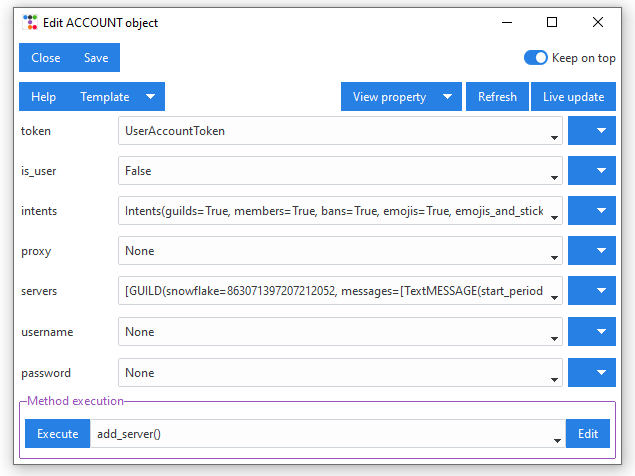 Edit ACCOUNT object
Close Save Keep on top
Help Template View property Refresh Live update
token UserAccountToken
is_user False
intents Intents(guilds=True, members=True, bans=True, emojis=True, emojis_and_stick
proxy None
servers [GUILD(snowflake=863071397207212052, messages=[TextMESSAGE(start_period
username None
password None
Method execution
Execute add_server() Edit